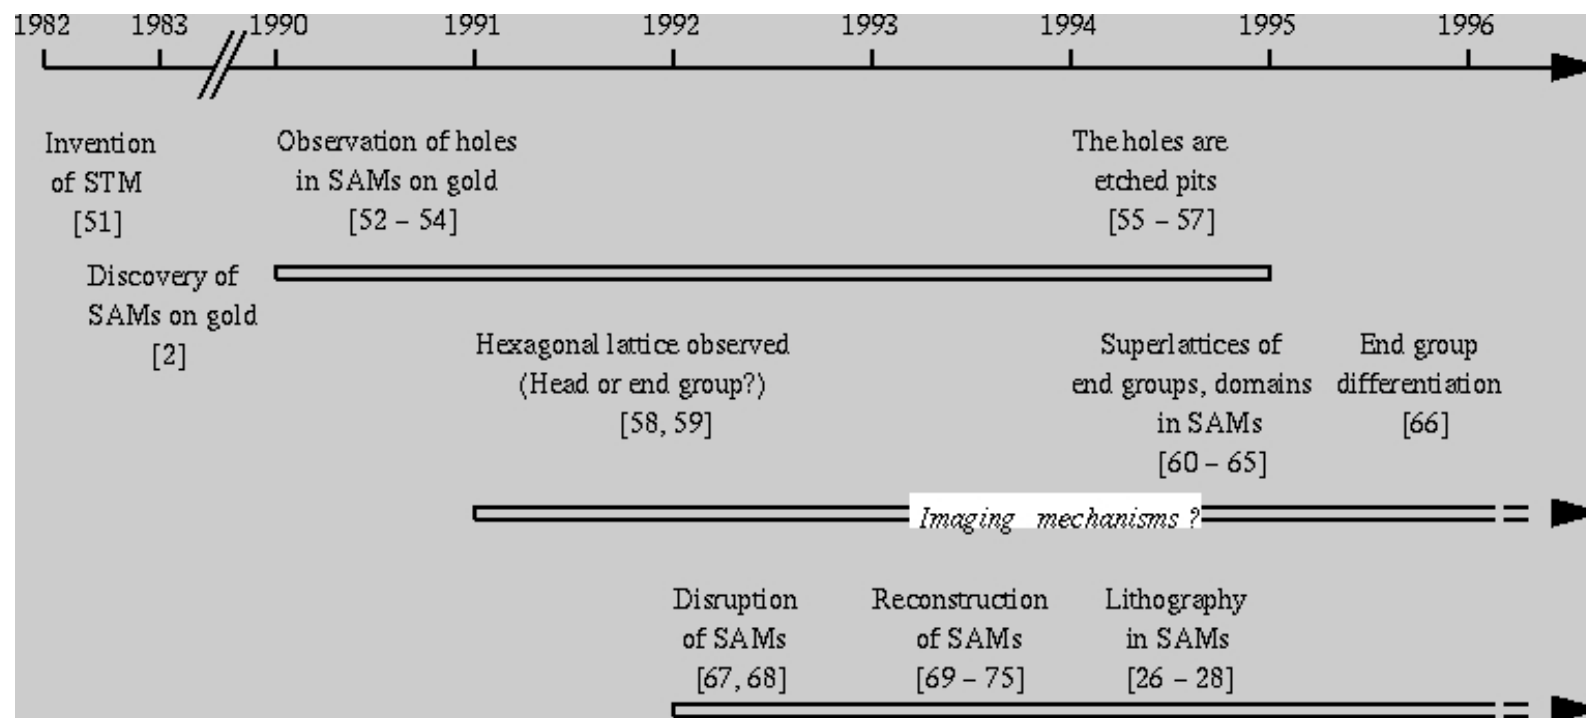 1982 1983 1990 1991 1992 1993 1994 1995 1996
Invention
of STM
[51]
Observation of holes
in SAMs on gold
[52 – 54]
The holes are
etched pits
[55 – 57]
Discovery of
SAMs on gold
[2]
Hexagonal lattice observed
(Head or end group?)
[58, 59]
Superlattices of
end groups, domains
in SAMs
[60 – 65]
End group
differentiation
[66]
Imaging mechanisms ?
Disruption
of SAMs
[67, 68]
Reconstruction
of SAMs
[69 – 75]
Lithography
in SAMs
[26 – 28]